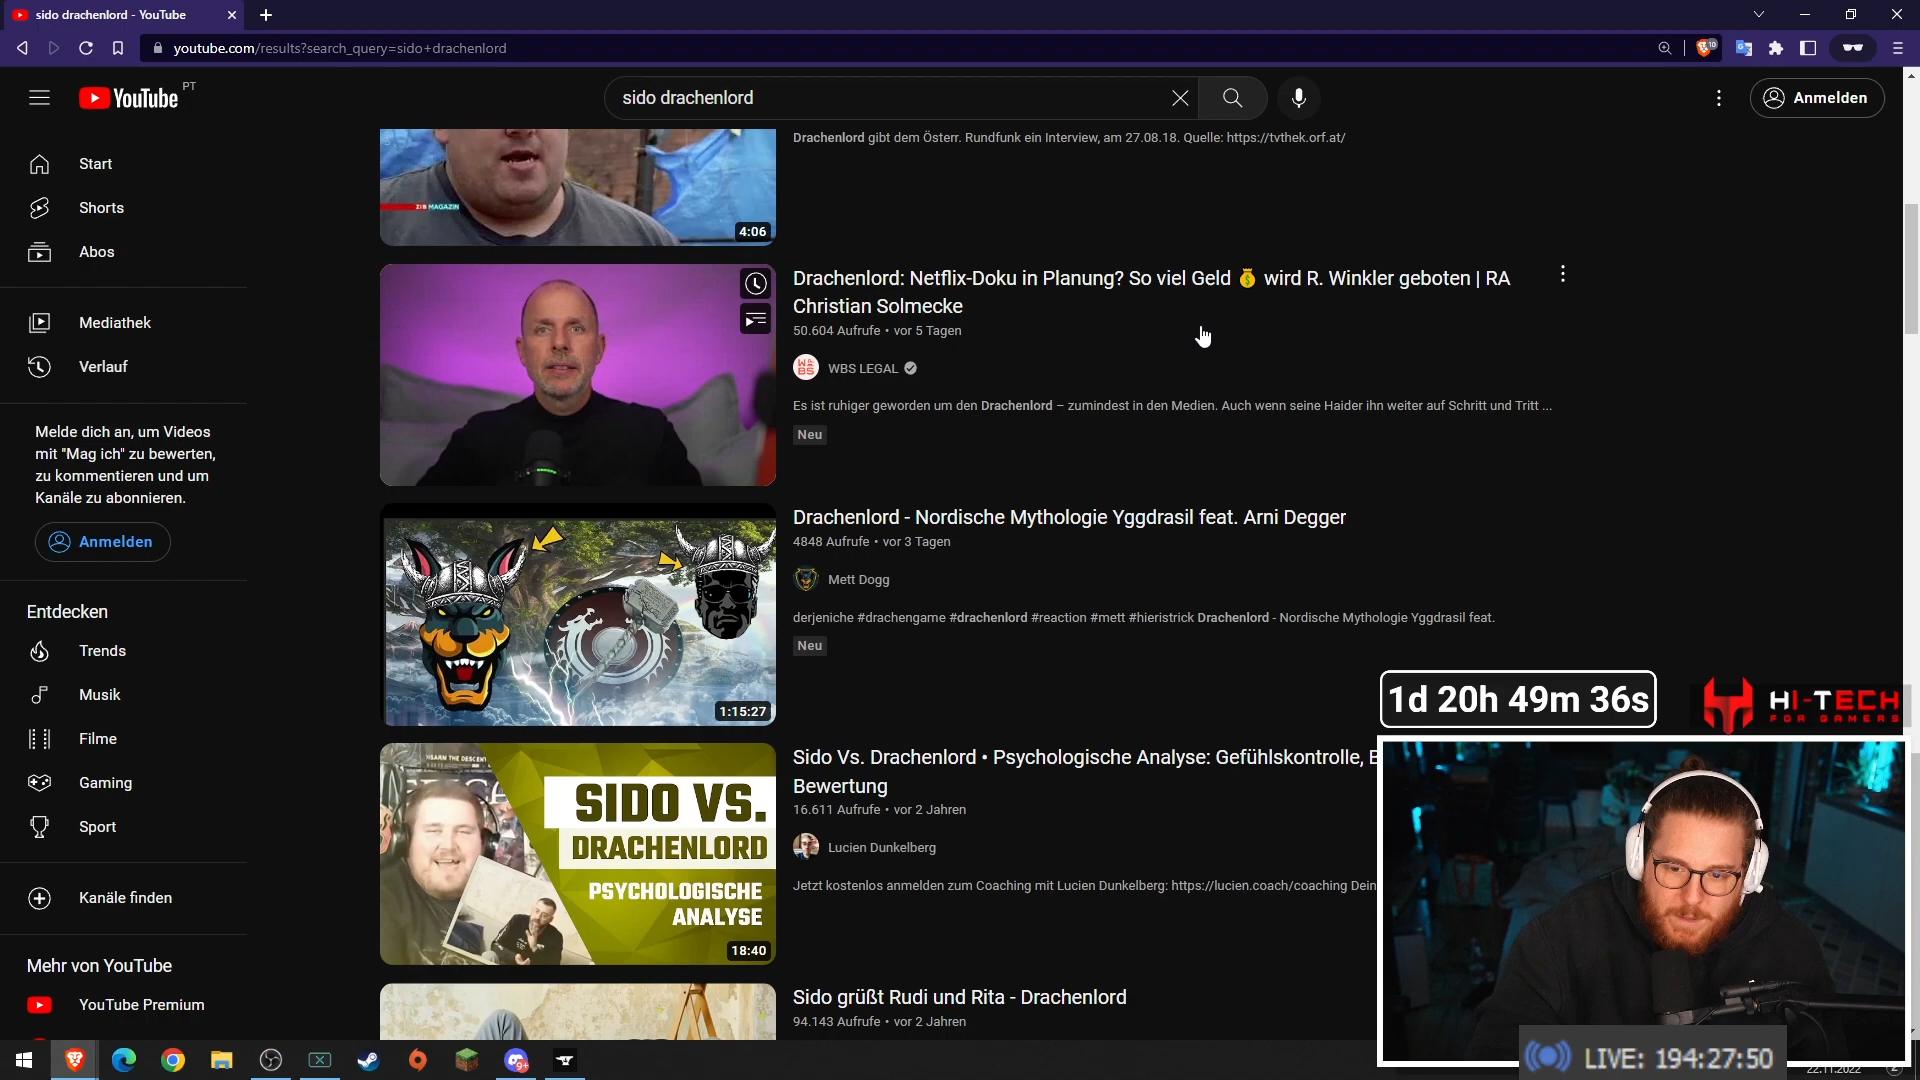 sido drachenlord - YouTube
youtube.com/results?search_query=sido+drachenlord
10
YouTube
PT
sido drachenlord
Anmelden
Start
Shorts
Abos
Mediathek
Verlauf
Melde dich an, um Videos
mit "Mag ich" zu bewerten,
zu kommentieren und um
Kanäle zu abonnieren.
Anmelden
Entdecken
Trends
Musik
Filme
Gaming
Sport
Kanäle finden
Mehr von YouTube
YouTube Premium
Drachenlord gibt dem Österr. Rundfunk ein Interview, am 27.08.18. Quelle: https://tvthek.orf.at/
ZIB MAGAZIN
4:06
Drachenlord: Netflix-Doku in Planung? So viel Geld 💰 wird R. Winkler geboten | RA
Christian Solmecke
50.604 Aufrufe • vor 5 Tagen
WBS LEGAL
Es ist ruhiger geworden um den Drachenlord – zumindest in den Medien. Auch wenn seine Haider ihn weiter auf Schritt und Tritt ...
Neu
1:15:27
Drachenlord - Nordische Mythologie Yggdrasil feat. Arni Degger
4848 Aufrufe • vor 3 Tagen
Mett Dogg
derjeniche #drachengame #drachenlord #reaction #mett #hieristrick Drachenlord - Nordische Mythologie Yggdrasil feat.
Neu
DISARM THE DESCENT
SIDO VS.
DRACHENLORD
PSYCHOLOGISCHE
ANALYSE
18:40
Sido Vs. Drachenlord • Psychologische Analyse: Gefühlskontrolle,
Bewertung
16.611 Aufrufe • vor 2 Jahren
Lucien Dunkelberg
Jetzt kostenlos anmelden zum Coaching mit Lucien Dunkelberg: https://lucien.coach/coaching Dein
Sido grüßt Rudi und Rita - Drachenlord
94.143 Aufrufe • vor 2 Jahren
1d 20h 49m 36s
HI-TECH
FOR GAMERS
LIVE: 194:27:50
22.11.2022
9+